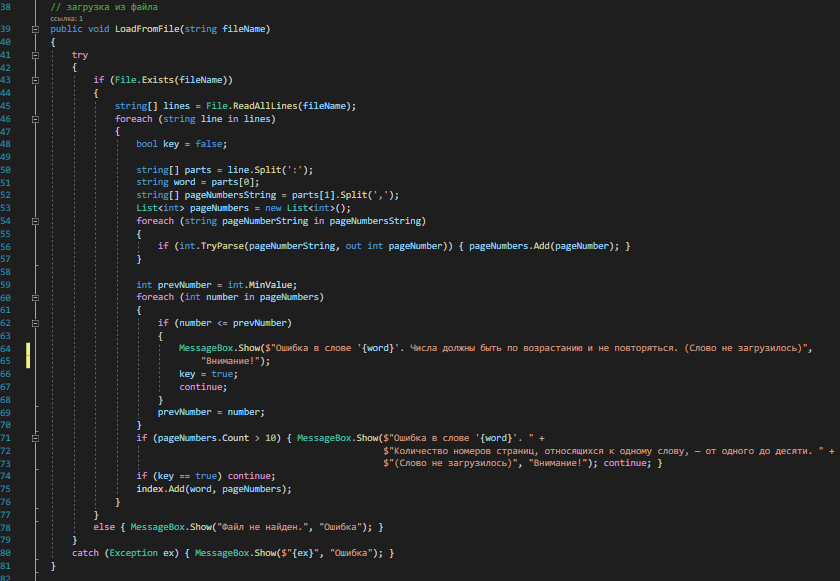 38 // загрузка из файла
ссылка: 1
39 public void LoadFromFile(string fileName)
40 {
41 try
42 {
43 if (File.Exists(fileName))
44 {
45 string[] lines = File.ReadAllLines(fileName);
46 foreach (string line in lines)
47 {
48 bool key = false;
49
50 string[] parts = line.Split(':');
51 string word = parts[0];
52 string[] pageNumbersString = parts[1].Split(',');
53 List<int> pageNumbers = new List<int>();
54 foreach (string pageNumberString in pageNumbersString)
55 {
56 if (int.TryParse(pageNumberString, out int pageNumber)) { pageNumbers.Add(pageNumber); }
57 }
58
59 int prevNumber = int.MinValue;
60 foreach (int number in pageNumbers)
61 {
62 if (number <= prevNumber)
63 {
64 MessageBox.Show($"Ошибка в слове '{word}'. Числа должны быть по возрастанию и не повторяться. (Слово не загрузилось)",
65 "Внимание!");
66 key = true;
67 continue;
68 }
69 prevNumber = number;
70 }
71 if (pageNumbers.Count > 10) { MessageBox.Show($"Ошибка в слове '{word}'. " +
72 $"Количество номеров страниц, относящихся к одному слову, — от одного до десяти. " +
73 $"(Слово не загрузилось)", "Внимание!"); continue; }
74 if (key == true) continue;
75 index.Add(word, pageNumbers);
76 }
77 }
78 else { MessageBox.Show("Файл не найден.", "Ошибка"); }
79 }
80 catch (Exception ex) { MessageBox.Show($"{ex}", "Ошибка"); }
81 }
82